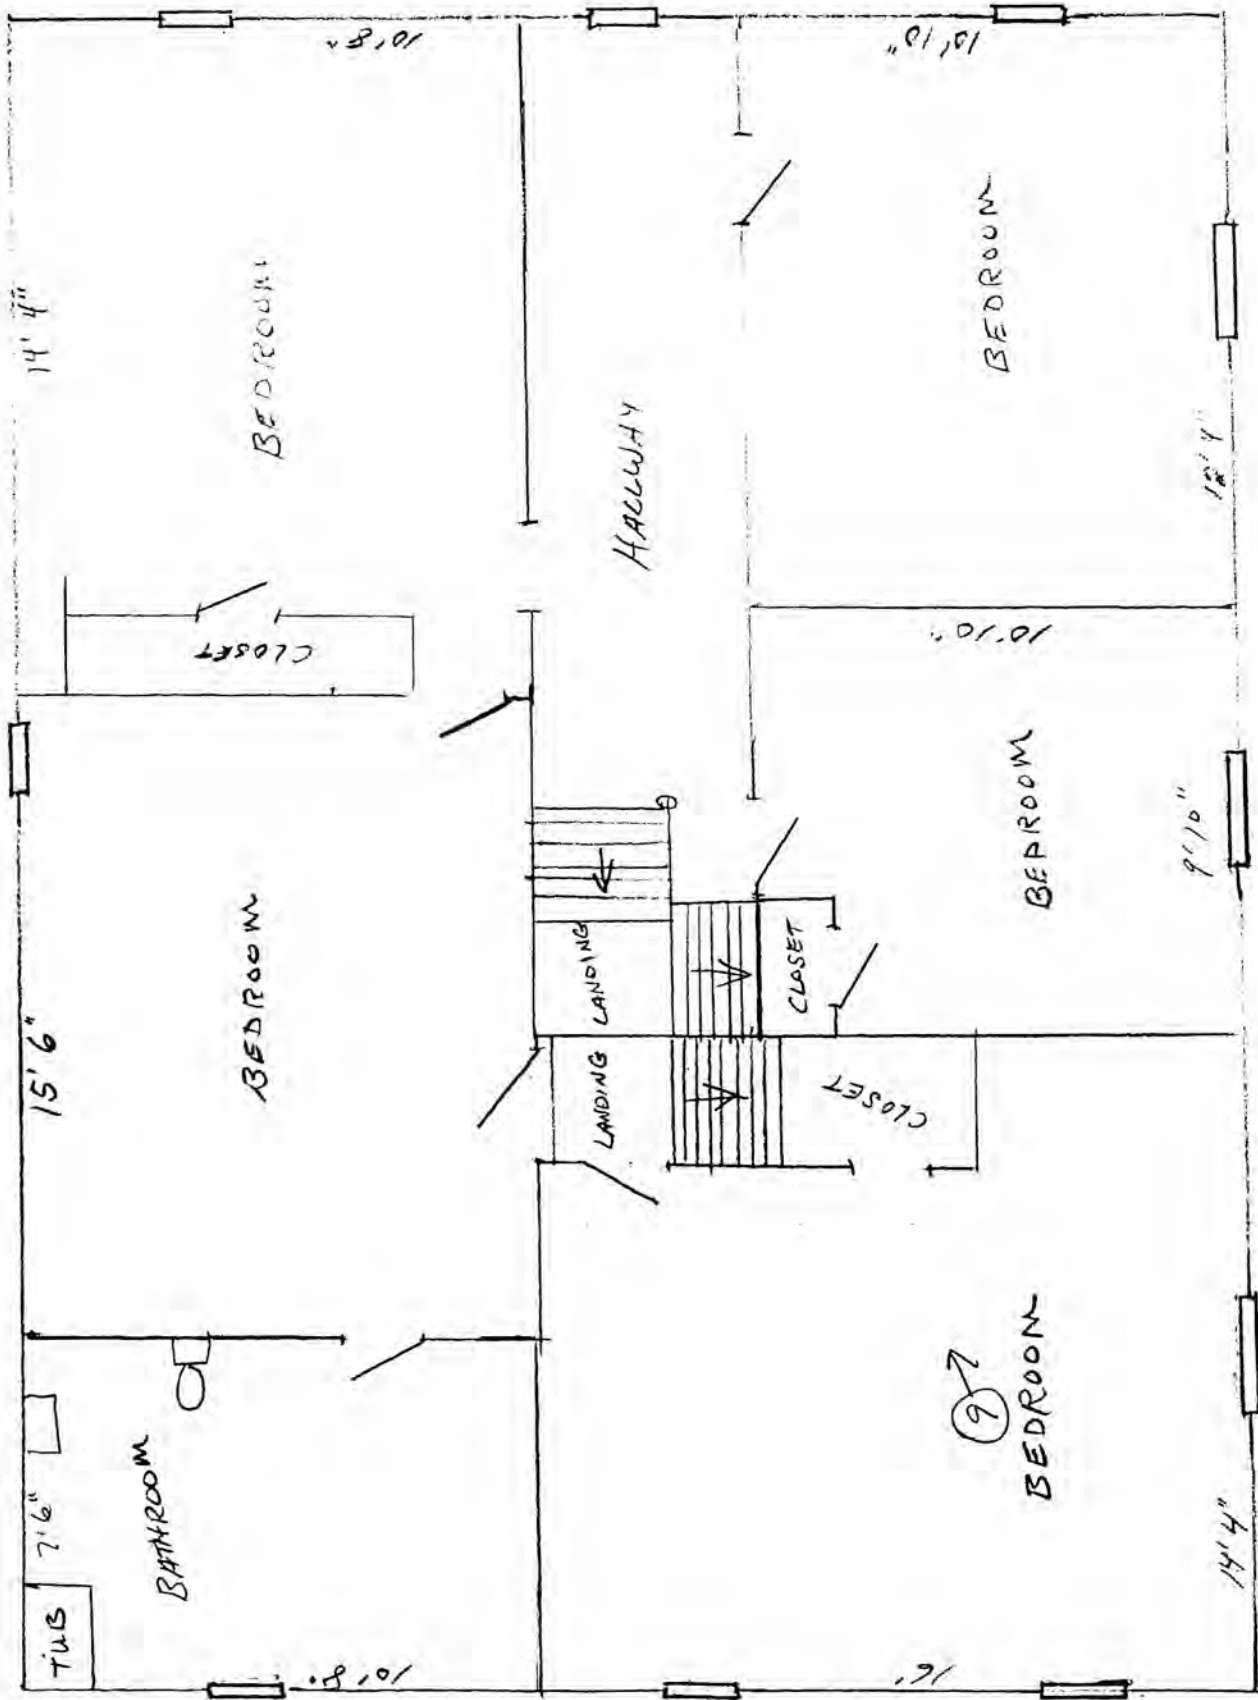 10'8"
10'10"
14' 4"
BEDROOM
BEDROOM
HALLWAY
CLOSET
10'10"
BEDROOM
9'10"
15' 6"
BEDROOM
LANDING
CLOSET
LANDING
CLOSET
9
BEDROOM
14' 4"
7'6"
BATHROOM
TUB
10'8"
16'